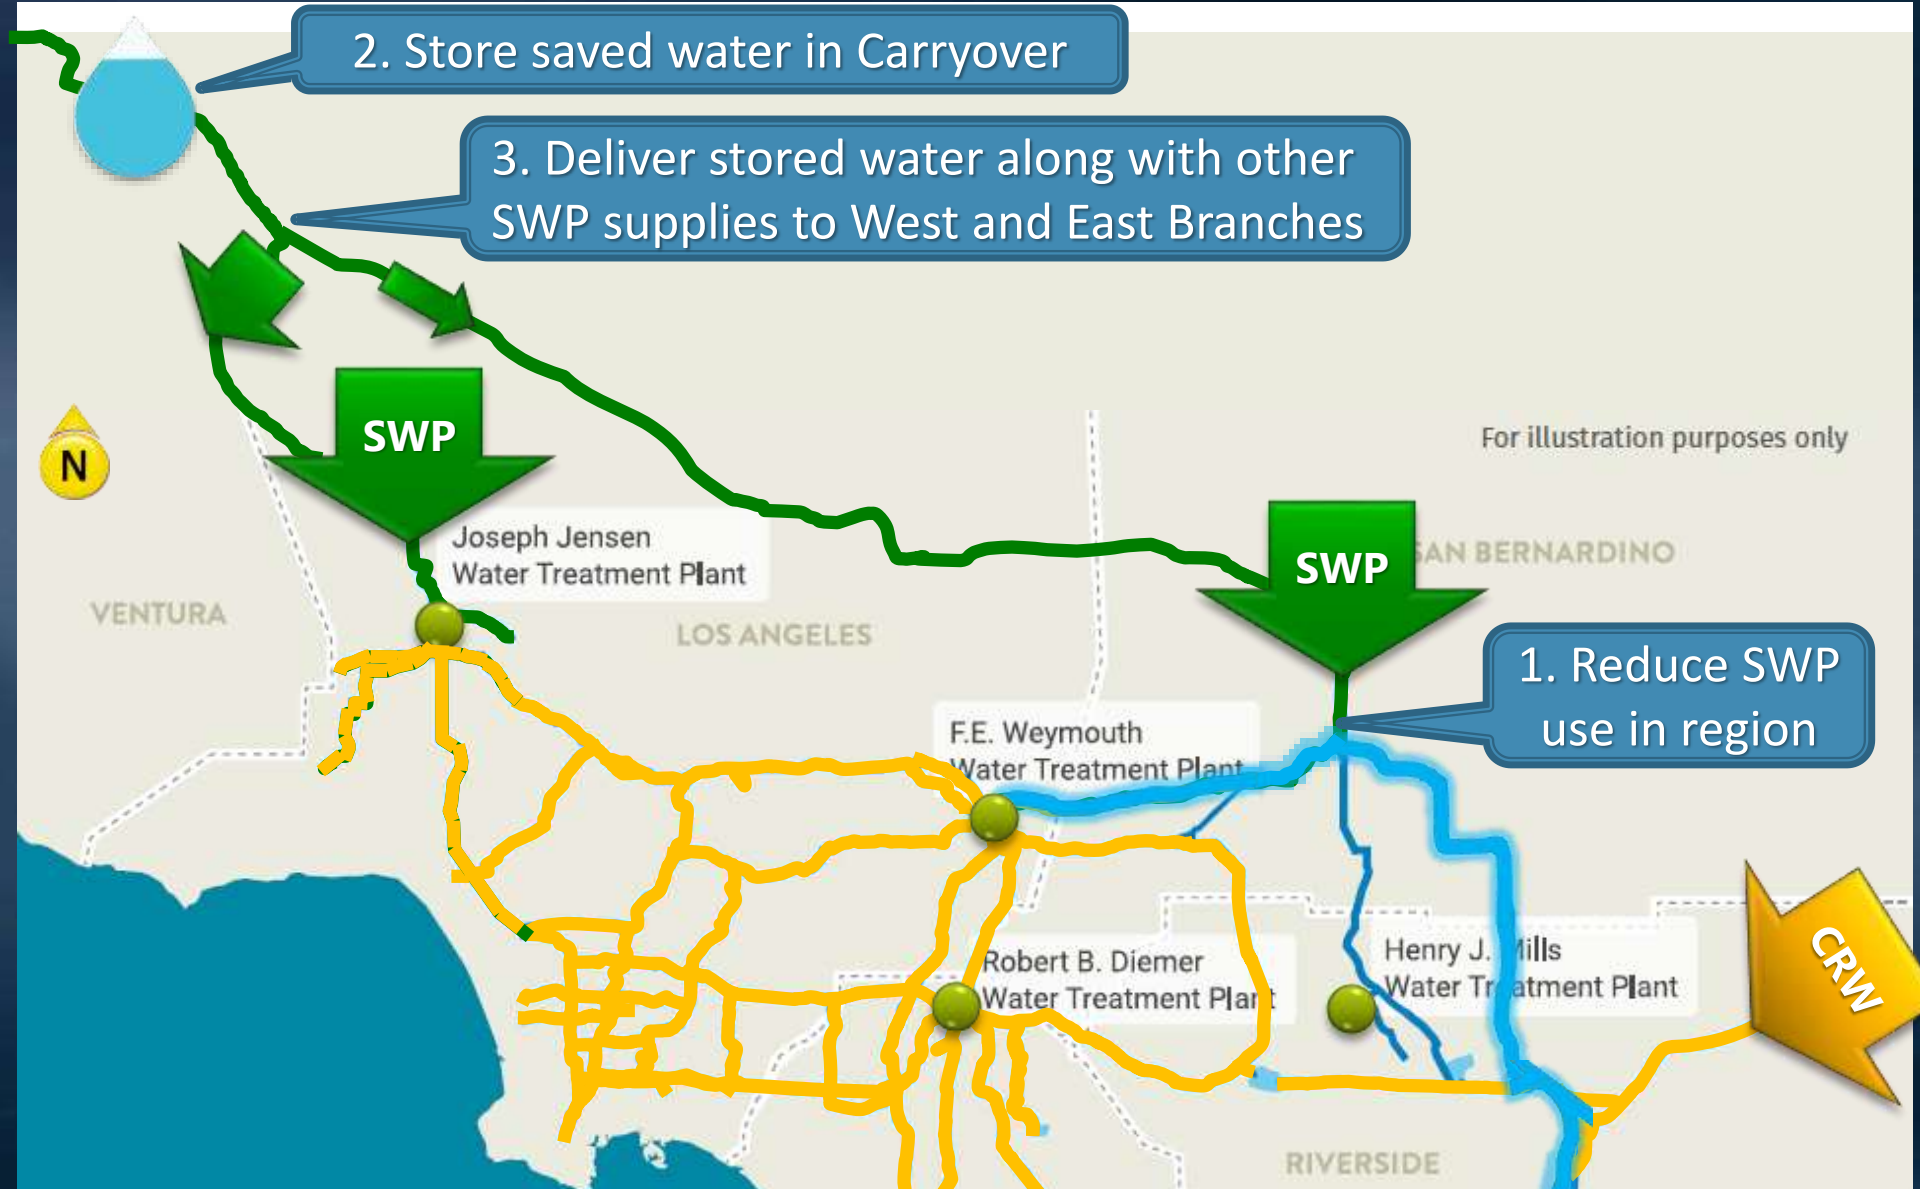 2. Store saved water in Carryover
3. Deliver stored water along with other
SWP supplies to West and East Branches
SWP
N
For illustration purposes only
Joseph Jensen
Water Treatment Plant
SAN BERNARDINO
SWP
VENTURA
LOS ANGELES
1. Reduce SWP
use in region
F.E. Weymouth
Water Treatment Plant
CRW
Robert B. Diemer
Water Treatment Plant
Henry J. Mills
Water Treatment Plant
RIVERSIDE